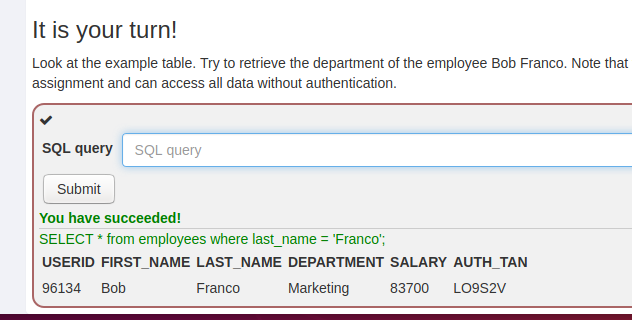 It is your turn!
Look at the example table. Try to retrieve the department of the employee Bob Franco. Note that
assignment and can access all data without authentication.
SQL query SQL query
Submit
You have succeeded!
SELECT * from employees where last_name = 'Franco';
USERID FIRST_NAME LAST_NAME DEPARTMENT SALARY AUTH_TAN
96134 Bob Franco Marketing 83700 LO9S2V